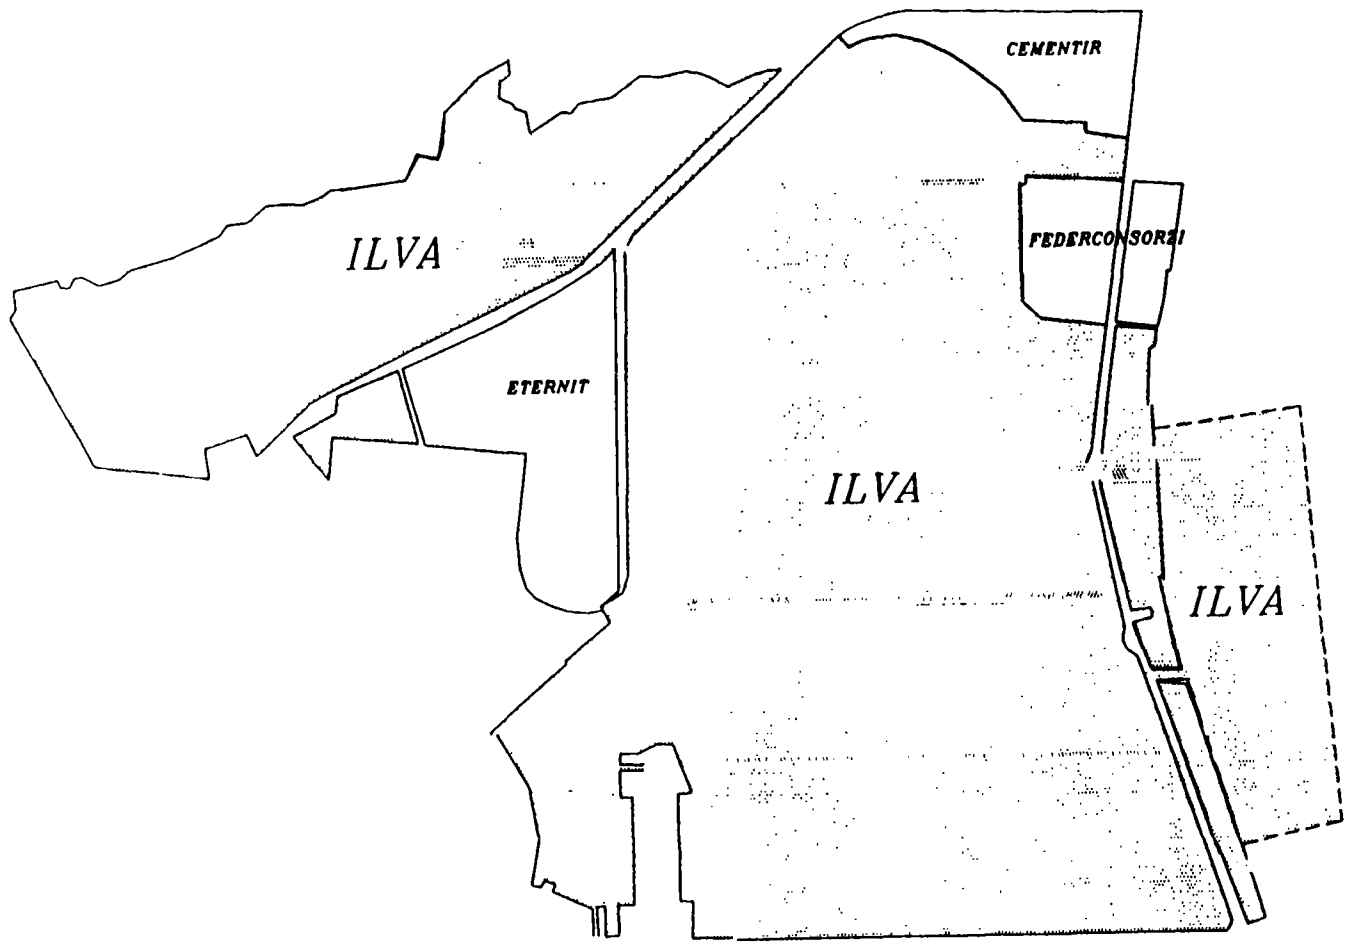 CEMENTIR
ILVA
FEDERCONSORZI
ETERNIT
ILVA
ILVA